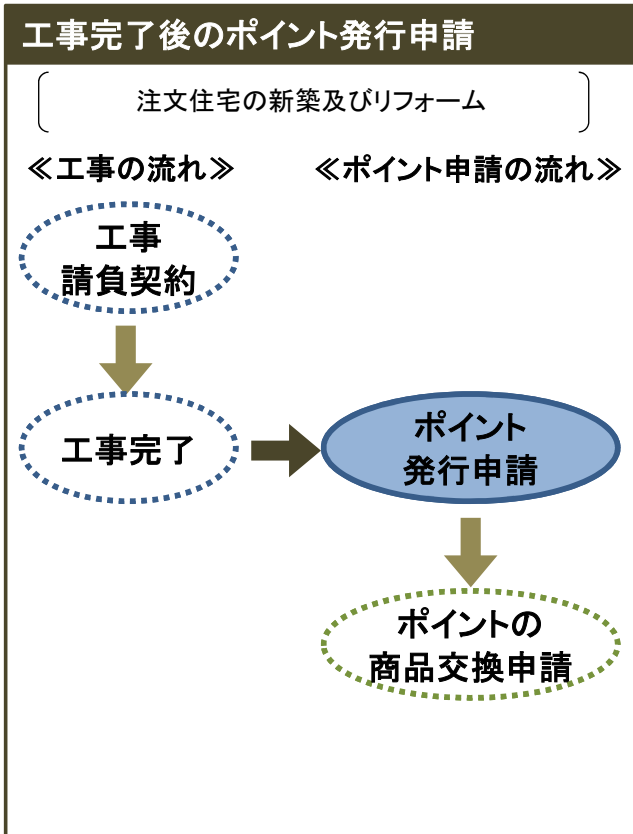 工事完了後のポイント発行申請
注文住宅の新築及びリフォーム
≪工事の流れ≫
≪ポイント申請の流れ≫
工事
請負契約
工事完了
ポイント
発行申請
ポイントの
商品交換申請